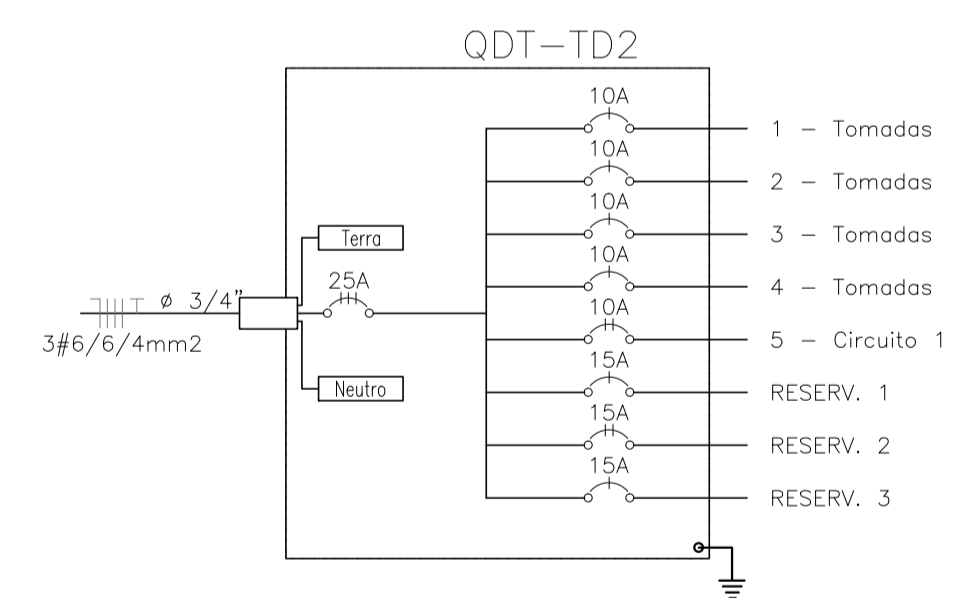 QDT-TD2
10A
1 - Tomadas
10A
2 - Tomadas
10A
3 - Tomadas
Terra
10A
4 - Tomadas
25A
ø 3/4"
10A
3#6/6/4mm2
5 - Circuito 1
15A
Neutro
RESERV. 1
15A
RESERV. 2
15A
RESERV. 3